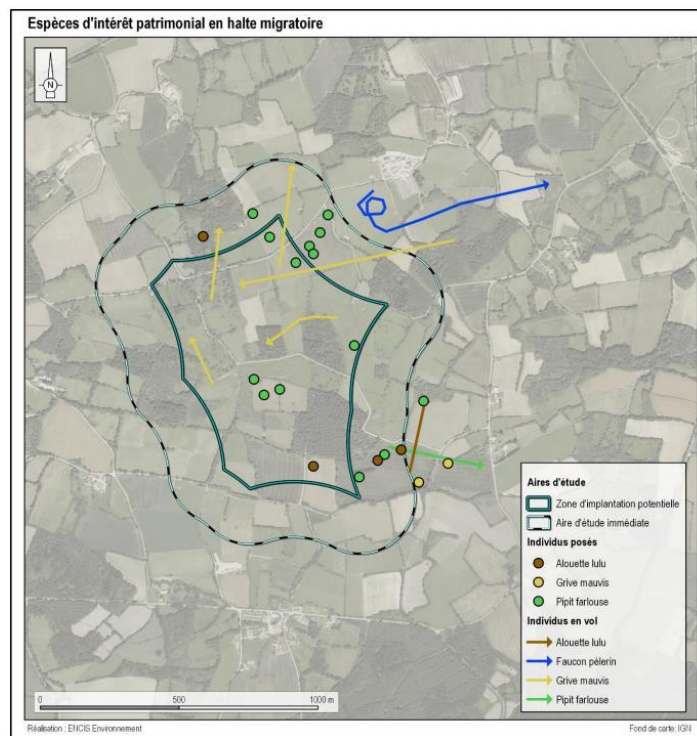 Espèces d'intérêt patrimonial en halte migratoire
N
Aires d'étude
Zone d'implantation potentielle
Aire d'étude immédiate
Individus posés
Alouette lulu
Grive mauvis
Pipit farlouse
Individus en vol
Alouette lulu
Faucon pèlerin
Grive mauvis
Pipit farlouse
0 500 1000 m
Réalisation : ENCIS Environnement Fond de carte: IGN